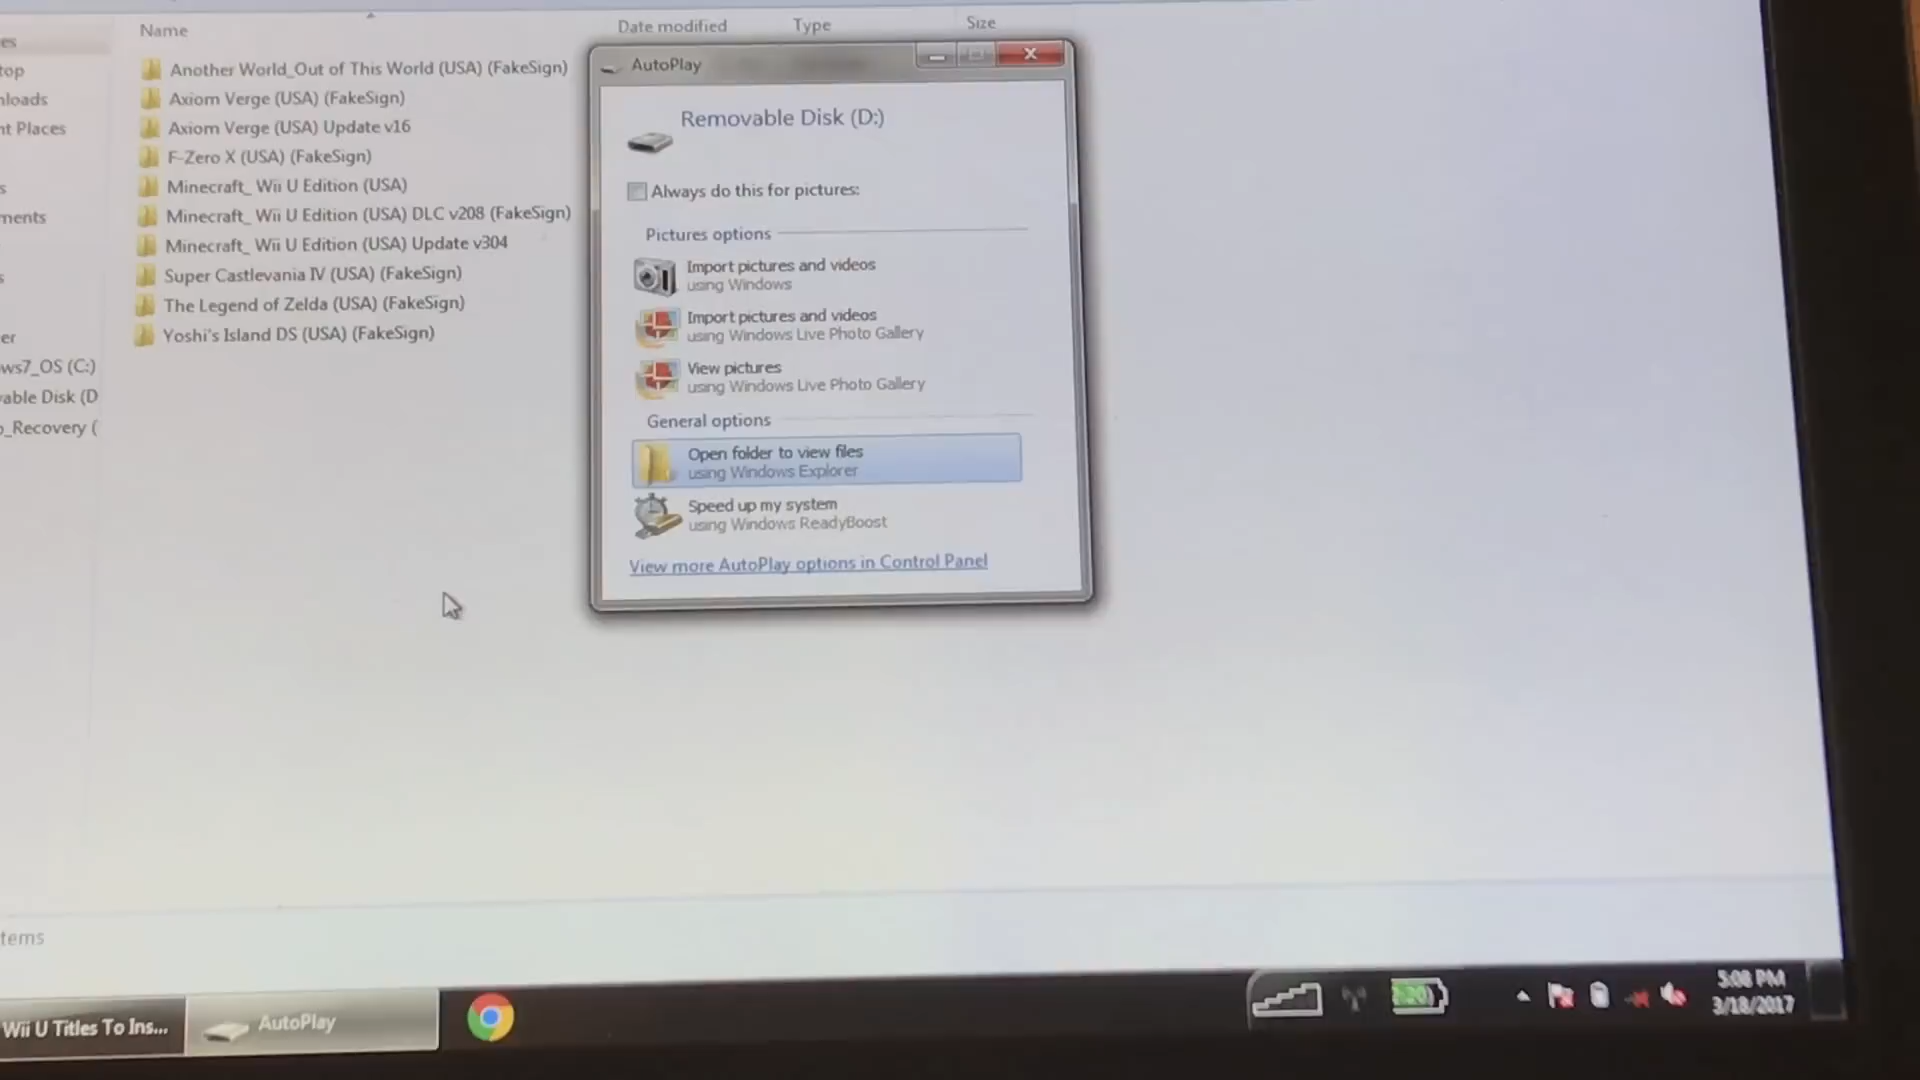 Name
Date modified
Type
Size
es
top
nloads
nt Places
s
ments
s
er
ws7_OS (C:)
able Disk (D
o_Recovery (
Another World_Out of This World (USA) (FakeSign)
Axiom Verge (USA) (FakeSign)
Axiom Verge (USA) Update v16
F-Zero X (USA) (FakeSign)
Minecraft_ Wii U Edition (USA)
Minecraft_ Wii U Edition (USA) DLC v208 (FakeSign)
Minecraft_ Wii U Edition (USA) Update v304
Super Castlevania IV (USA) (FakeSign)
The Legend of Zelda (USA) (FakeSign)
Yoshi's Island DS (USA) (FakeSign)
AutoPlay
Removable Disk (D:)
Always do this for pictures:
Pictures options
Import pictures and videos
using Windows
Import pictures and videos
using Windows Live Photo Gallery
View pictures
using Windows Live Photo Gallery
General options
Open folder to view files
using Windows Explorer
Speed up my system
using Windows ReadyBoost
View more AutoPlay options in Control Panel
tems
Wii U Titles To Ins...
AutoPlay
5:08 PM
3/18/2017